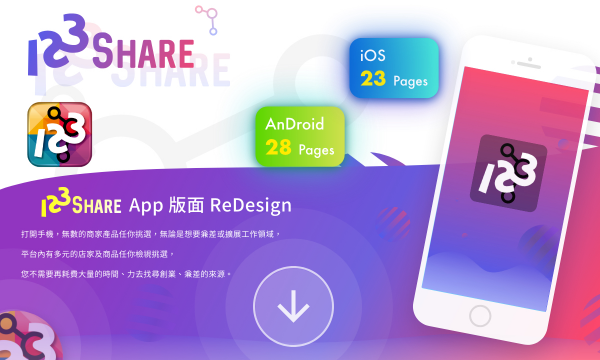 123SHARE
SHARE
iOS
23 Pages
123
AnDroid
28 Pages
123
123SHARE App 版面 ReDesign
打開手機，無數的商家產品任你挑選，無論是想要兼差或擴展工作領域，
平台內有多元的店家及商品任你檢視挑選，
您不需要再耗費大量的時間、力去找尋創業、兼差的來源。